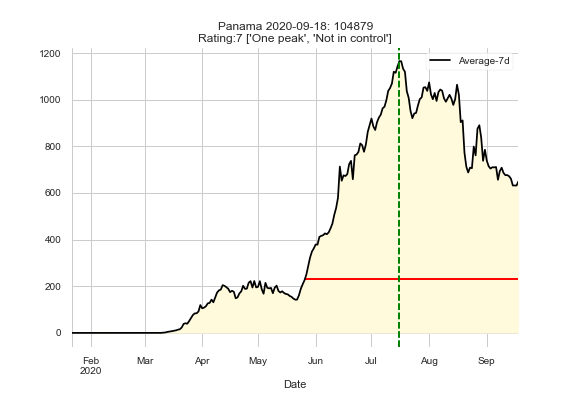 Panama 2020-09-18: 104879
Rating:7 ['One peak', 'Not in control']
Average-7d
1200
1000
800
600
400
200
0
Feb Mar Apr May Jun Jul Aug Sep
2020
Date